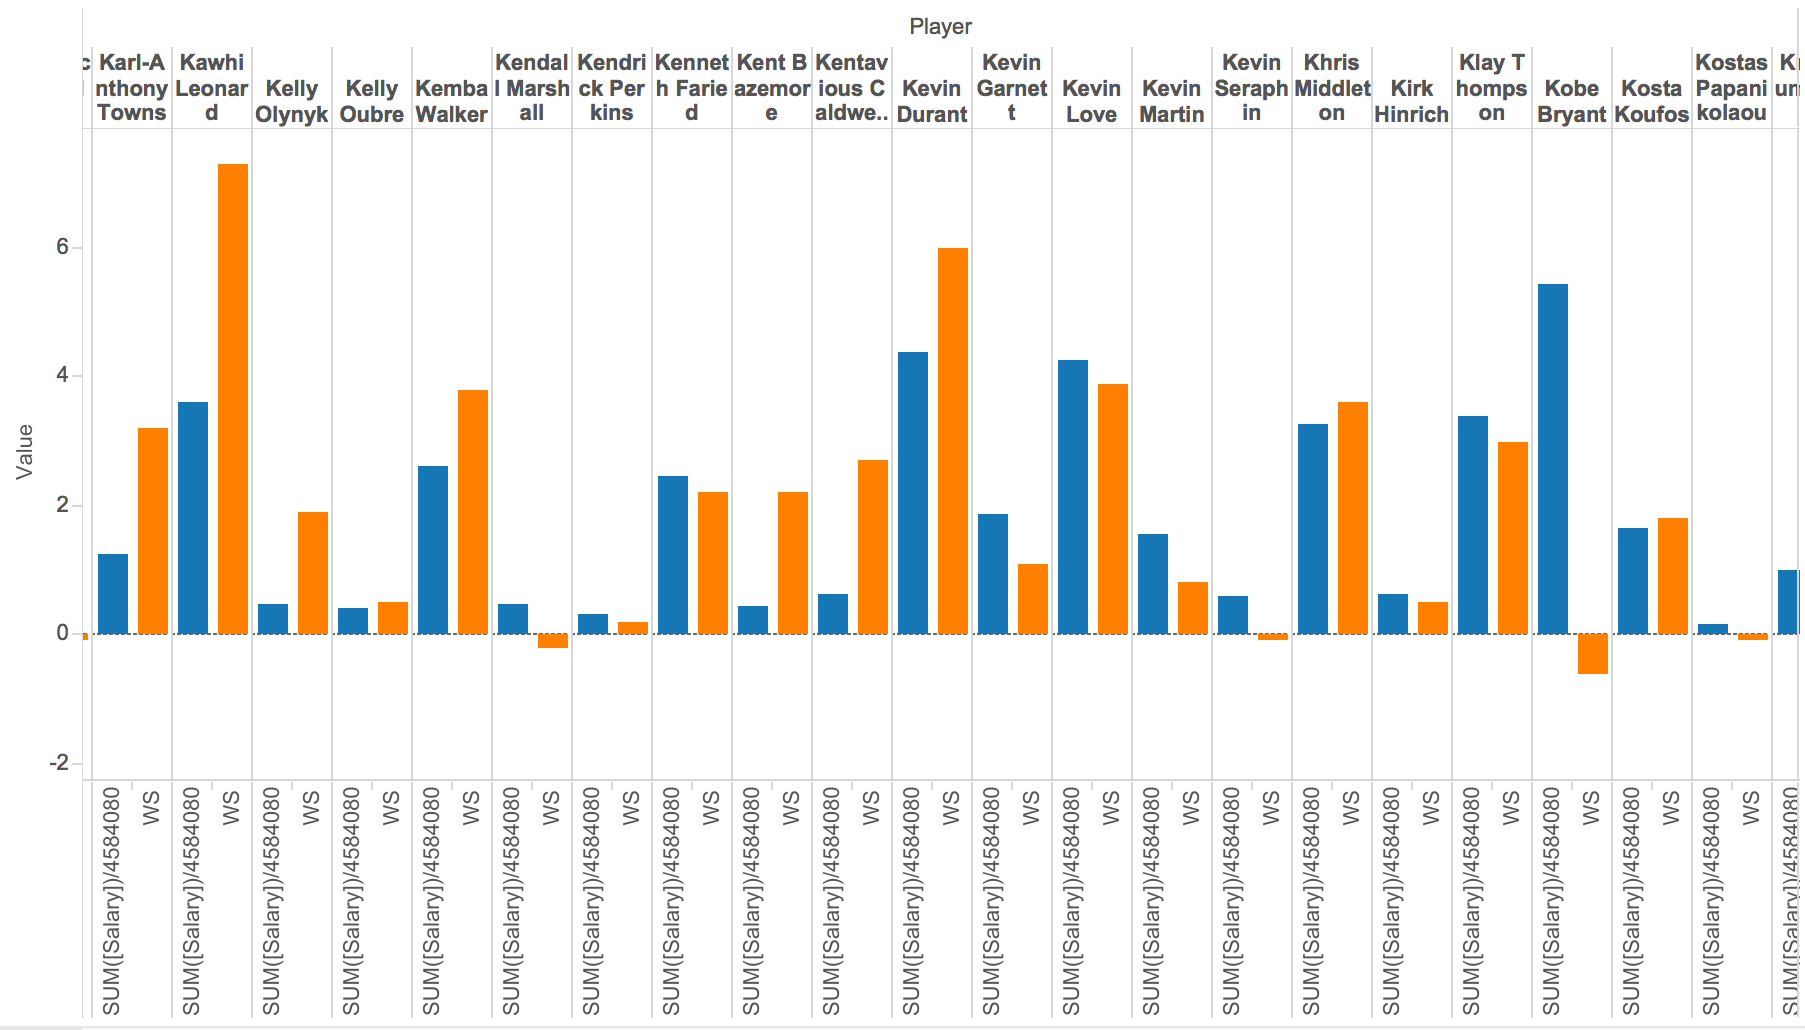 Player
Karl-A
nthony
Towns
Kawhi
Leonar
d
Kelly
Olynyk
Kelly
Oubre
Kemba
Walker
Kendal
l Marsh
all
Kendri
ck Per
kins
Kennet
h Farie
d
Kent B
azemor
e
Kentav
ious C
aldwe..
Kevin
Durant
Kevin
Garnet
t
Kevin
Love
Kevin
Martin
Kevin
Seraph
in
Khris
Middlet
on
Kirk
Hinrich
Klay T
homps
on
Kobe
Bryant
Kosta
Koufos
Kostas
Papani
kolaou
Value
6
4
2
0
-2
SUM([Salary])/4584080
WS
SUM([Salary])/4584080
WS
SUM([Salary])/4584080
WS
SUM([Salary])/4584080
WS
SUM([Salary])/4584080
WS
SUM([Salary])/4584080
WS
SUM([Salary])/4584080
WS
SUM([Salary])/4584080
WS
SUM([Salary])/4584080
WS
SUM([Salary])/4584080
WS
SUM([Salary])/4584080
WS
SUM([Salary])/4584080
WS
SUM([Salary])/4584080
WS
SUM([Salary])/4584080
WS
SUM([Salary])/4584080
WS
SUM([Salary])/4584080
WS
SUM([Salary])/4584080
WS
SUM([Salary])/4584080
WS
SUM([Salary])/4584080
WS
SUM([Salary])/4584080
WS
SUM([Salary])/4584080
WS
SUM([Salary])/4584080